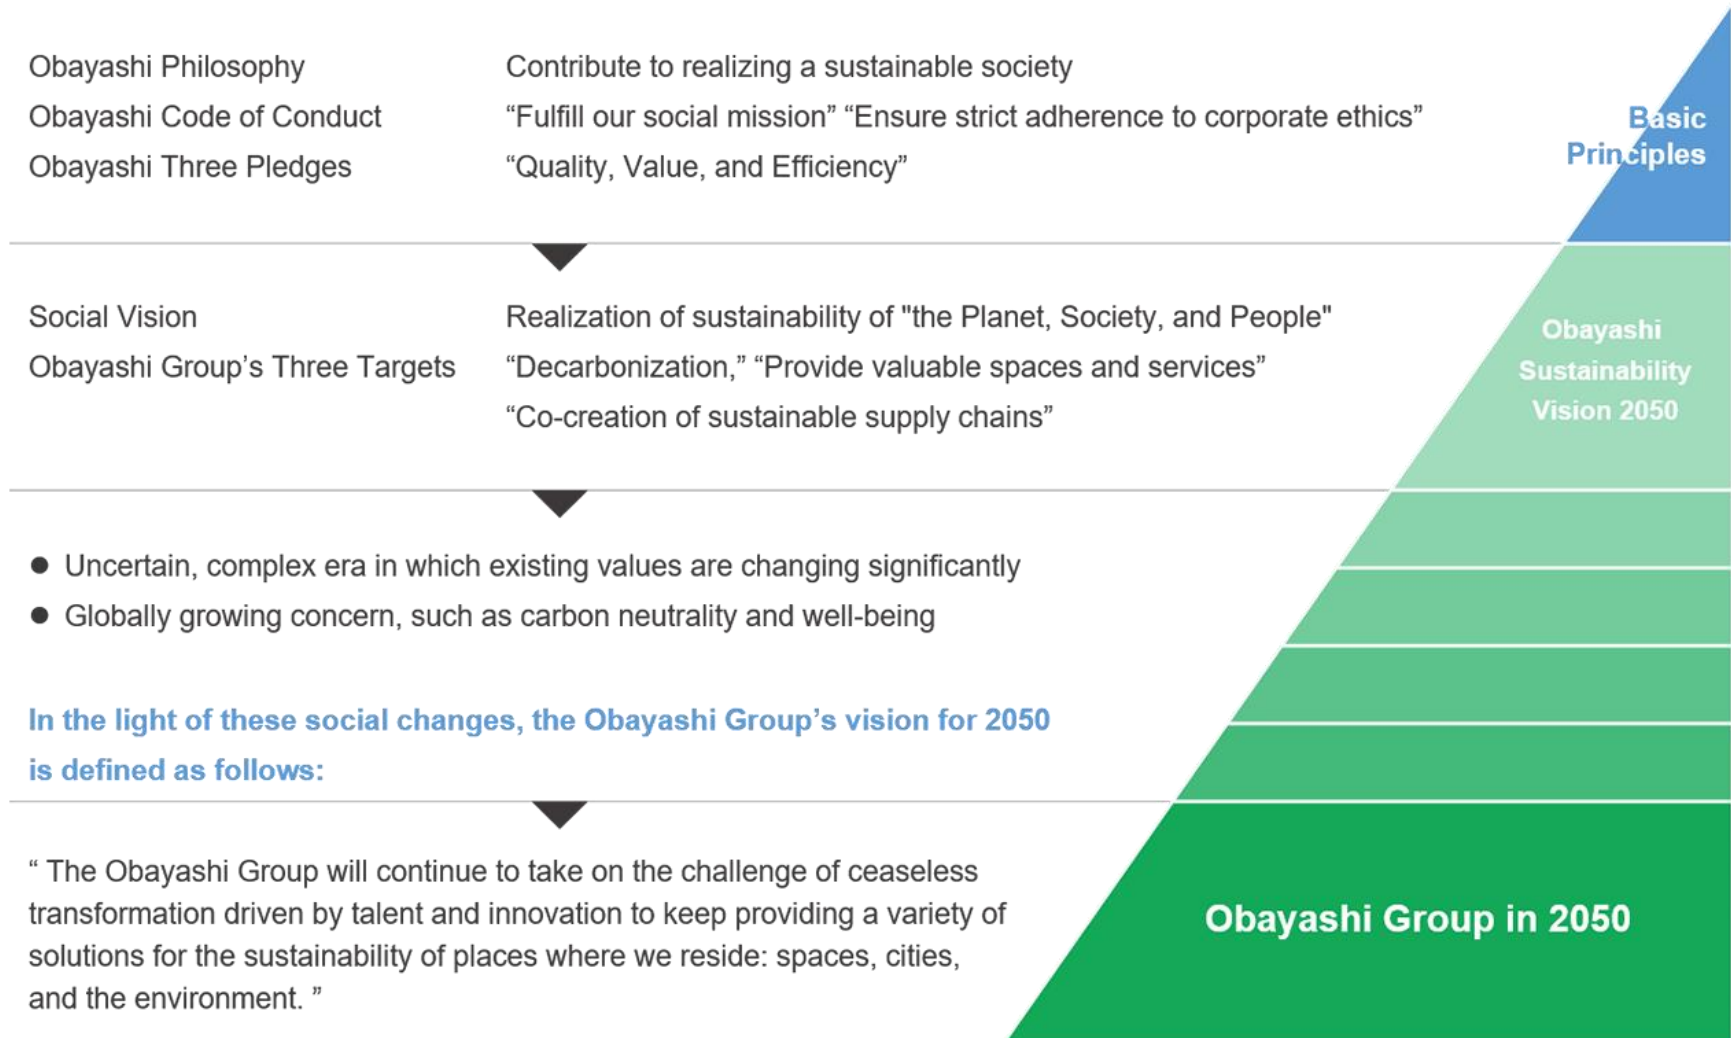 Obayashi Philosophy Contribute to realizing a sustainable society
Obayashi Code of Conduct “Fulfill our social mission” “Ensure strict adherence to corporate ethics”
Obayashi Three Pledges “Quality, Value, and Efficiency”
Basic
Principles
Social Vision Realization of sustainability of "the Planet, Society, and People"
Obayashi Group’s Three Targets “Decarbonization,” “Provide valuable spaces and services”
“Co-creation of sustainable supply chains”
Obayashi
Sustainability
Vision 2050
● Uncertain, complex era in which existing values are changing significantly
● Globally growing concern, such as carbon neutrality and well-being
In the light of these social changes, the Obayashi Group’s vision for 2050
is defined as follows:
“ The Obayashi Group will continue to take on the challenge of ceaseless
transformation driven by talent and innovation to keep providing a variety of
solutions for the sustainability of places where we reside: spaces, cities,
and the environment. ”
Obayashi Group in 2050